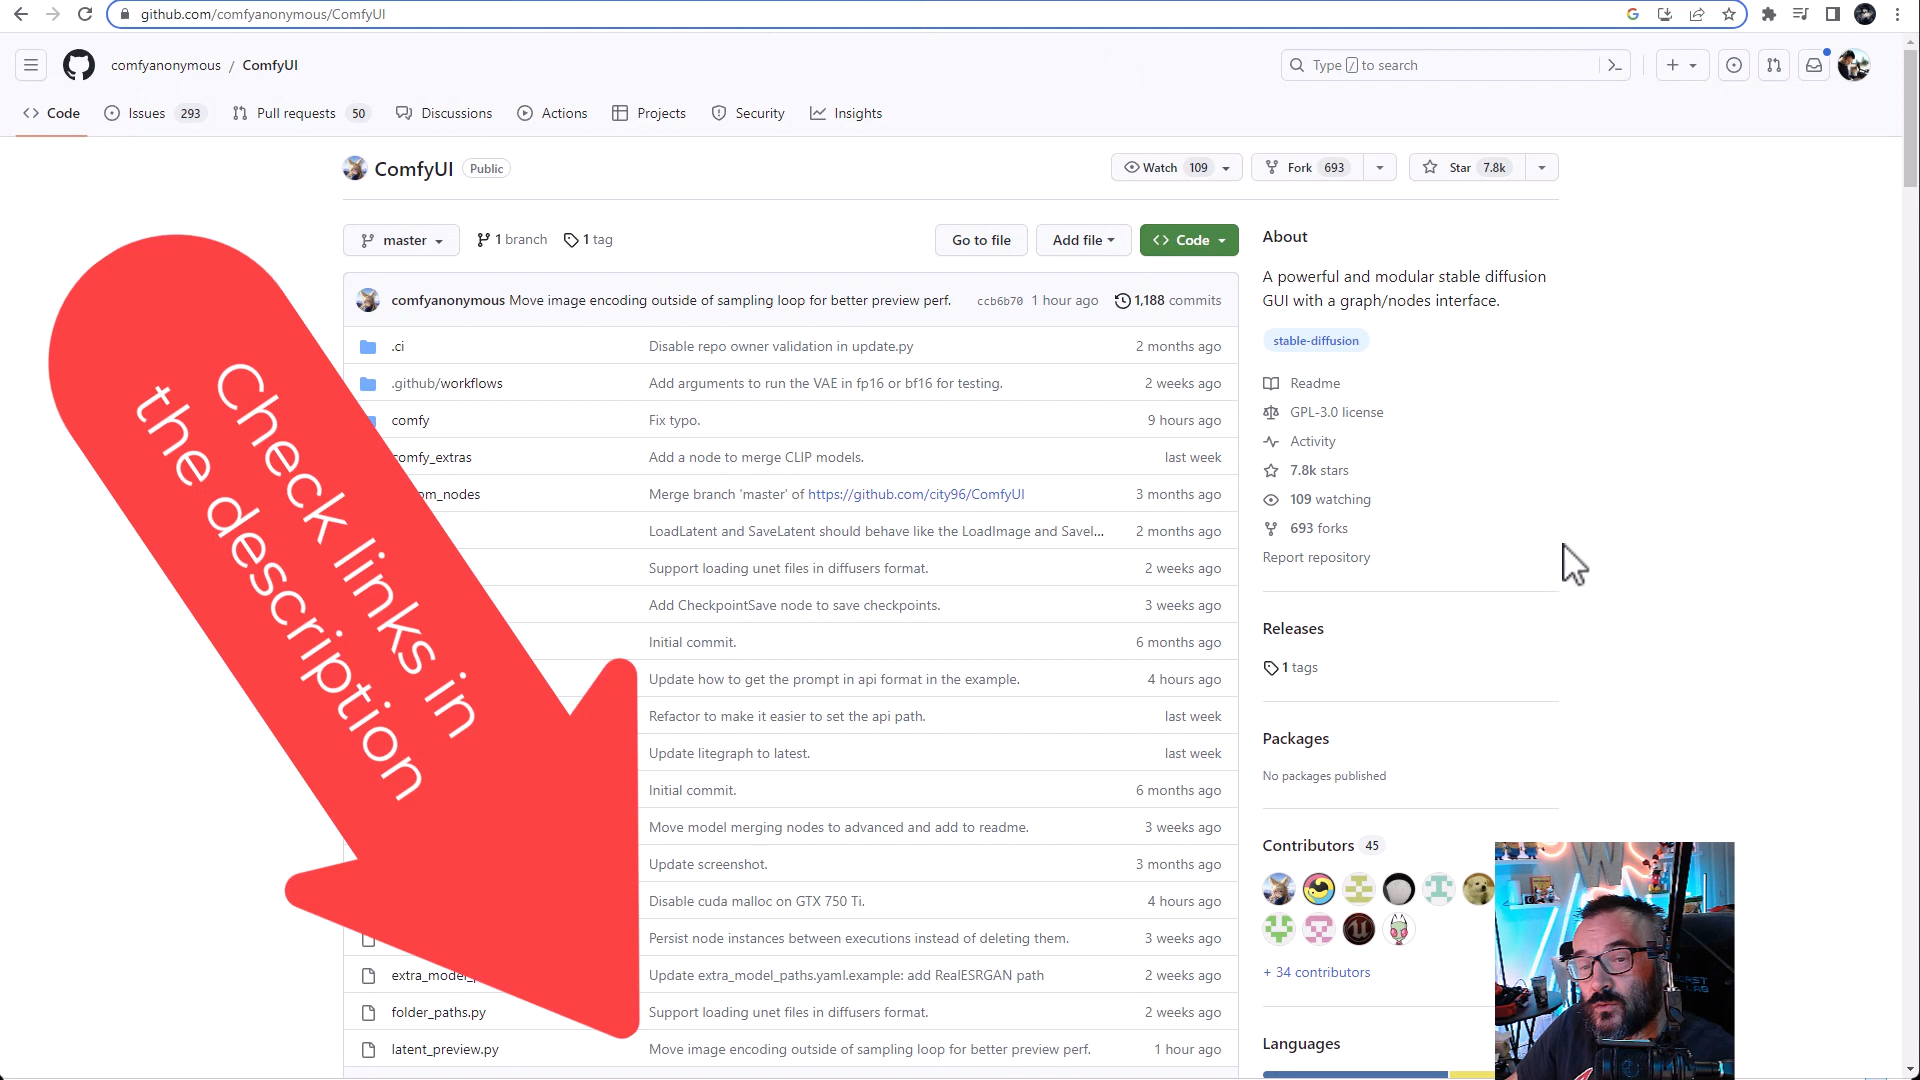 github.com/comfyanonymous/ComfyUI
comfyanonymous / ComfyUI
Type / to search
Code
Issues 293
Pull requests 50
Discussions
Actions
Projects
Security
Insights
ComfyUI Public
Watch 109
Fork 693
Star 7.8k
master
1 branch
1 tag
Go to file
Add file
Code
comfyanonymous Move image encoding outside of sampling loop for better preview perf. ccb6b70 1 hour ago 1,188 commits
.ci Disable repo owner validation in update.py 2 months ago
.github/workflows Add arguments to run the VAE in fp16 or bf16 for testing. 2 weeks ago
comfy Fix typo. 9 hours ago
comfy_extras Add a node to merge CLIP models. last week
om_nodes Merge branch 'master' of https://github.com/city96/ComfyUI 3 months ago
LoadLatent and SaveLatent should behave like the LoadImage and Savel... 2 months ago
Support loading unet files in diffusers format. 2 weeks ago
Add CheckpointSave node to save checkpoints. 3 weeks ago
Initial commit. 6 months ago
Update how to get the prompt in api format in the example. 4 hours ago
Refactor to make it easier to set the api path. last week
Update litegraph to latest. last week
Initial commit. 6 months ago
Move model merging nodes to advanced and add to readme. 3 weeks ago
Update screenshot. 3 months ago
Disable cuda malloc on GTX 750 Ti. 4 hours ago
Persist node instances between executions instead of deleting them. 3 weeks ago
extra_model_ Update extra_model_paths.yaml.example: add RealESRGAN path 2 weeks ago
folder_paths.py Support loading unet files in diffusers format. 2 weeks ago
latent_preview.py Move image encoding outside of sampling loop for better preview perf. 1 hour ago
Check links in
the description
About
A powerful and modular stable diffusion
GUI with a graph/nodes interface.
stable-diffusion
Readme
GPL-3.0 license
Activity
7.8k stars
109 watching
693 forks
Report repository
Releases
1 tags
Packages
No packages published
Contributors 45
+ 34 contributors
Languages